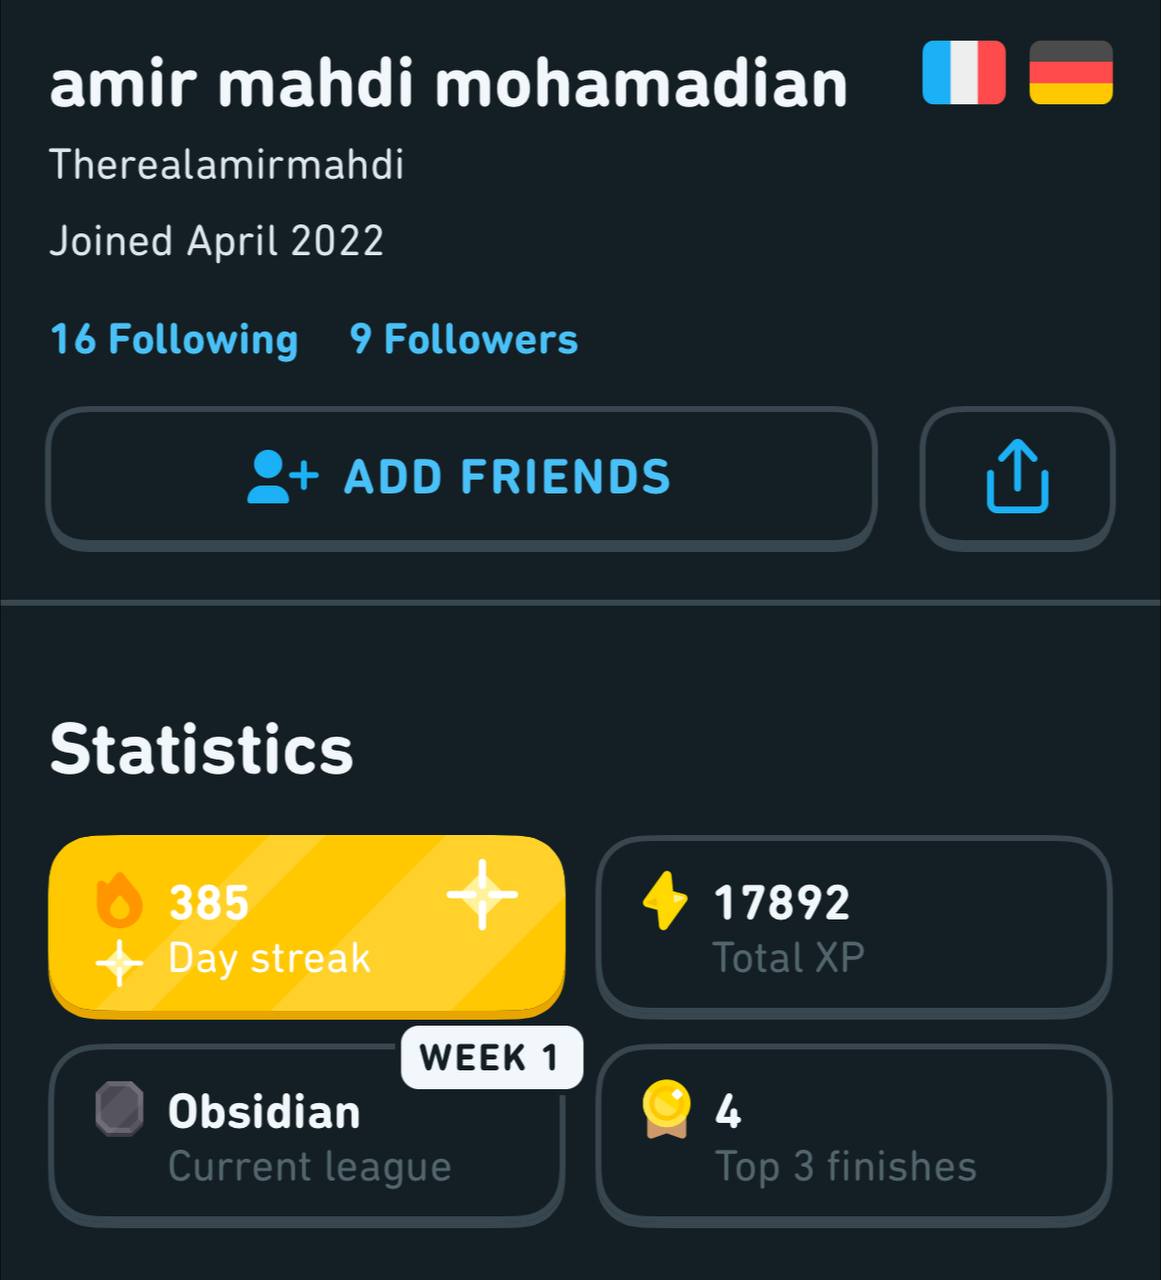 amir mahdi mohamadian
Therealamirmahdi
Joined April 2022
16 Following 9 Followers
ADD FRIENDS
Statistics
385
Day streak
17892
Total XP
WEEK 1
Obsidian
Current league
4
Top 3 finishes